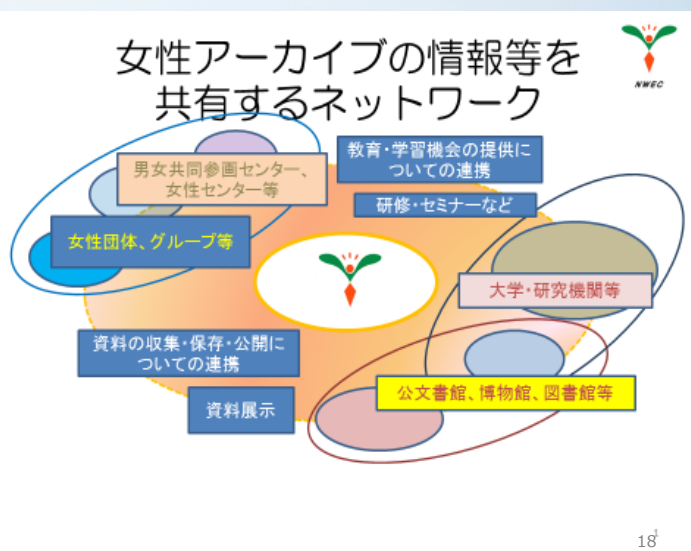 女性アーカイブの情報等を
共有するネットワーク
NWEC
教育・学習機会の提供に
ついての連携
男女共同参画センター、
女性センター等
研修・セミナーなど
女性団体、グループ等
大学・研究機関等
資料の収集・保存・公開に
ついての連携
公文書館、博物館、図書館等
資料展示
18